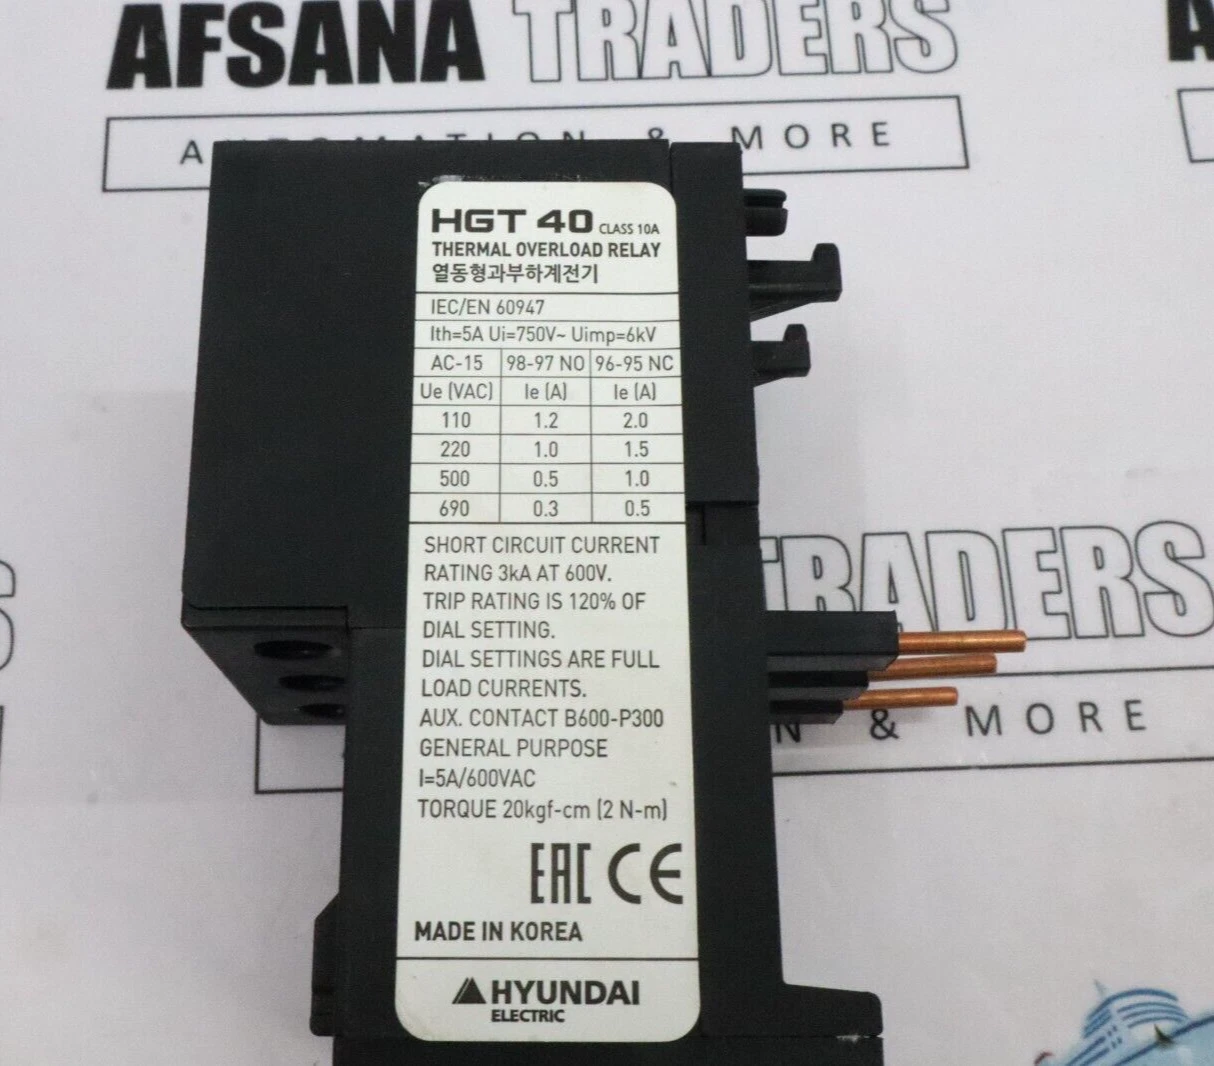 AFSANA TRADERS
AUTOMATION & MORE
HGT 40 CLASS 10A
THERMAL OVERLOAD RELAY
열동형과부하계전기
IEC/EN 60947
Ith=5A Ui=750V~ Uimp=6kV
AC-15 98-97 NO 96-95 NC
Ue (VAC) Ie (A) Ie (A)
110 1.2 2.0
220 1.0 1.5
500 0.5 1.0
690 0.3 0.5
SHORT CIRCUIT CURRENT
RATING 3kA AT 600V.
TRIP RATING IS 120% OF
DIAL SETTING.
DIAL SETTINGS ARE FULL
LOAD CURRENTS.
AUX. CONTACT B600-P300
GENERAL PURPOSE
I=5A/600VAC
TORQUE 20kgf-cm (2 N-m)
EAC CE
MADE IN KOREA
HYUNDAI
ELECTRIC
TRADERS
N & MORE